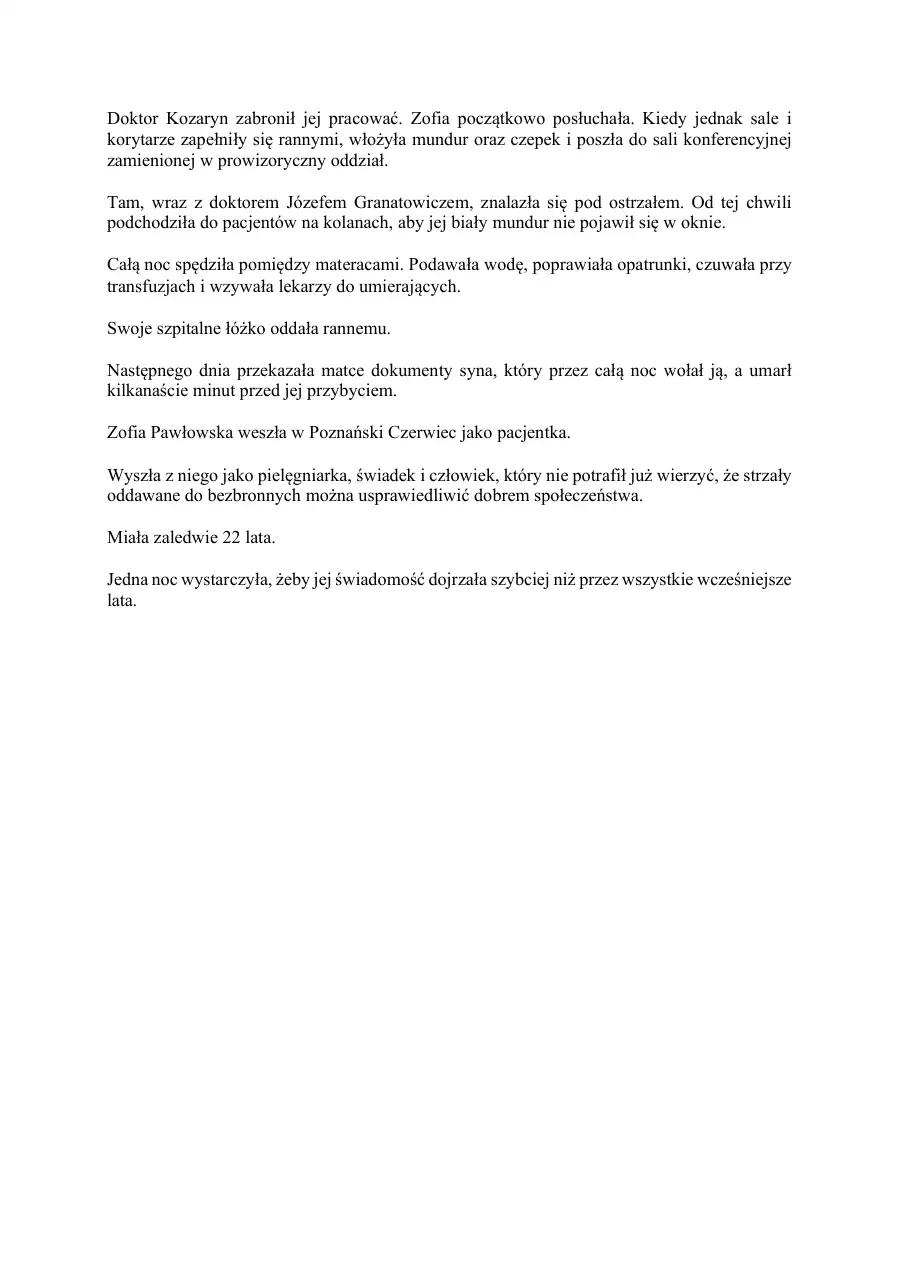 Doktor Kozaryn zabronił jej pracować. Zofia początkowo posłuchała. Kiedy jednak sale i
korytarze zapełniły się rannymi, włożyła mundur oraz czepek i poszła do sali konferencyjnej
zamienionej w prowizoryczny oddział.
Tam, wraz z doktorem Józefem Granatowiczem, znalazła się pod ostrzałem. Od tej chwili
podchodziła do pacjentów na kolanach, aby jej biały mundur nie pojawił się w oknie.
Całą noc spędziła pomiędzy materacami. Podawała wodę, poprawiała opatrunki, czuwała przy
transfuzjach i wzywała lekarzy do umierających.
Swoje szpitalne łóżko oddała rannemu.
Następnego dnia przekazała matce dokumenty syna, który przez całą noc wołał ją, a umarł
kilkanaście minut przed jej przybyciem.
Zofia Pawłowska weszła w Poznański Czerwiec jako pacjentka.
Wyszła z niego jako pielęgniarka, świadek i człowiek, który nie potrafił już wierzyć, że strzały
oddawane do bezbronnych można usprawiedliwić dobrem społeczeństwa.
Miała zaledwie 22 lata.
Jedna noc wystarczyła, żeby jej świadomość dojrzała szybciej niż przez wszystkie wcześniejsze
lata.